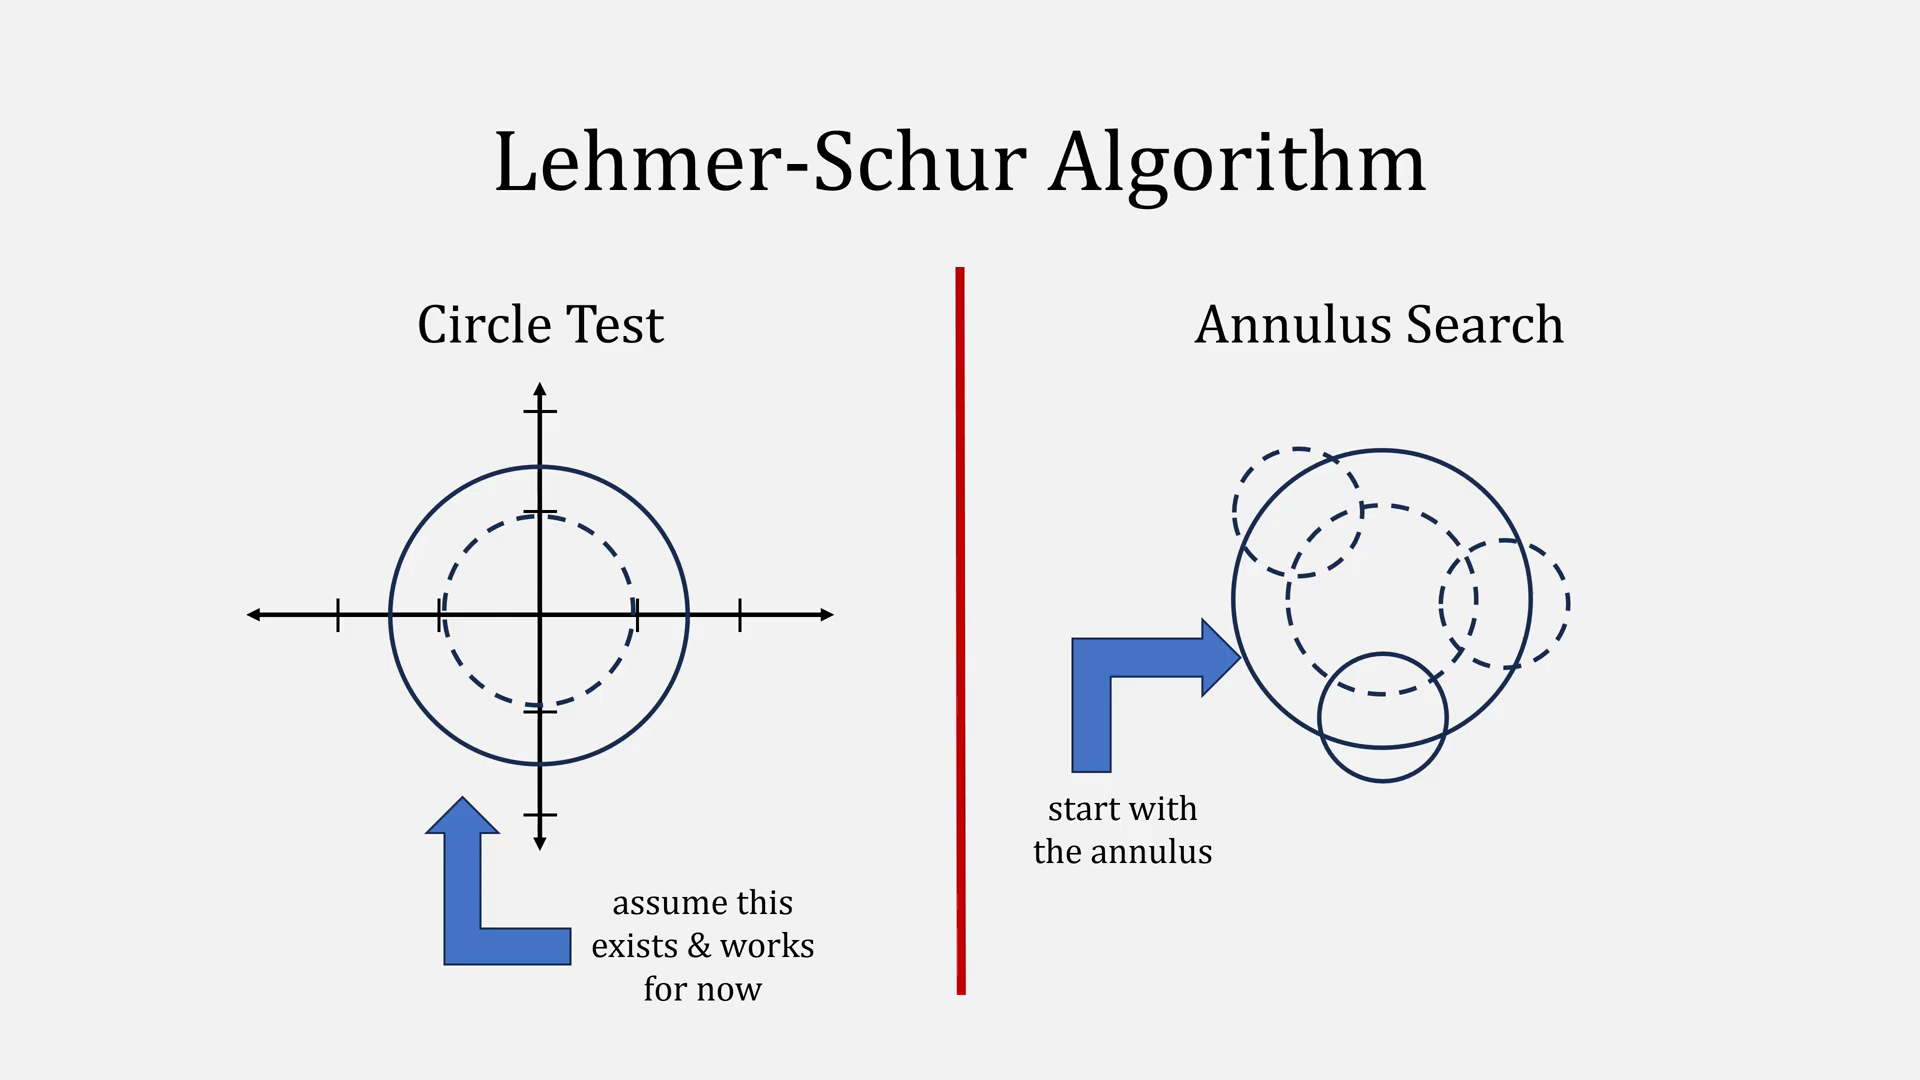 Lehmer-Schur Algorithm
Circle Test
assume this
exists & works
for now
Annulus Search
start with
the annulus